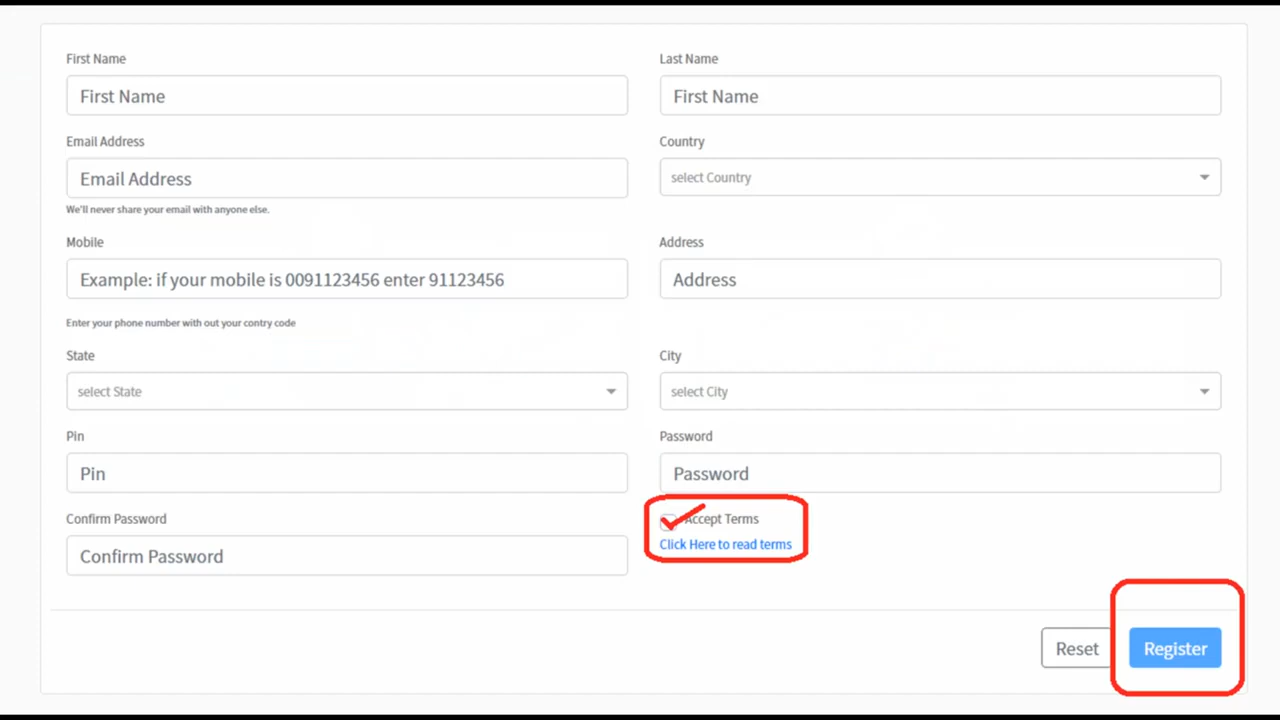 First Name
Last Name
First Name
First Name
Email Address
Country
Email Address
select Country
We'll never share your email with anyone else.
Mobile
Address
Example: if your mobile is 0091123456 enter 91123456
Address
Enter your phone number with out your contry code
State
City
select State
select City
Pin
Password
Pin
Password
Confirm Password
Accept Terms
Click Here to read terms
Confirm Password
Reset
Register